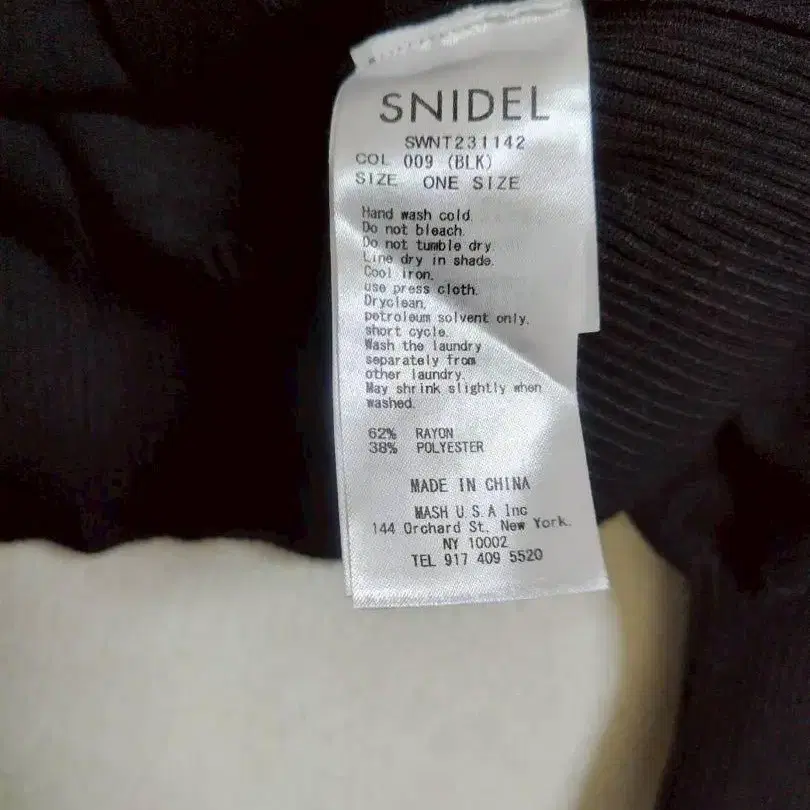 SNIDEL
SWNT231142
COL 009 (BLK)
SIZE ONE SIZE
Hand wash cold.
Do not bleach.
Do not tumble dry.
Line dry in shade.
Cool iron.
use press cloth.
Dryclean,
petroleum solvent only,
short cycle.
Wash the laundry
separately from
other laundry.
May shrink slightly when
washed.
62% RAYON
38% POLYESTER
MADE IN CHINA
MASH U S A Inc
144 Orchard St, New York.
NY 10002
TEL 917 409 5520